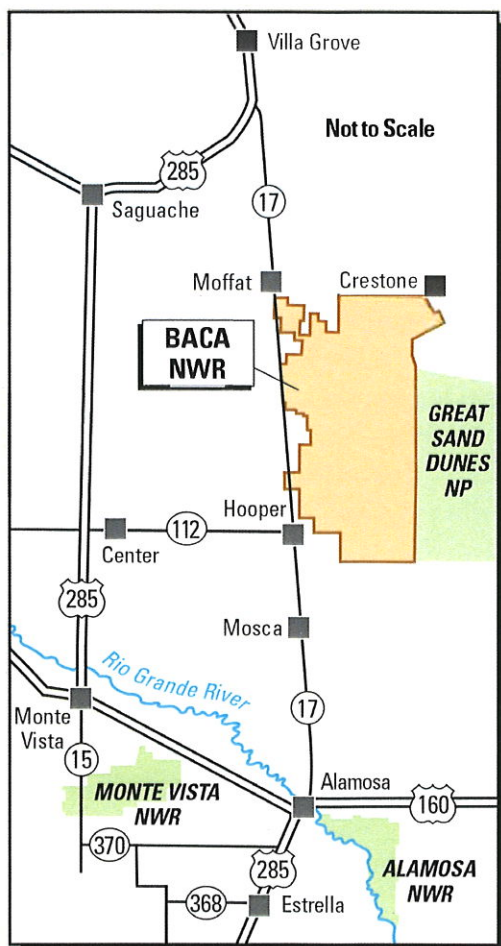 Villa Grove
Not to Scale
285
Saguache
17
Moffat
Crestone
BACA
NWR
GREAT
SAND
DUNES
NP
Hooper
112
Center
285
Mosca
Rio Grande River
17
Monte
Vista
15
Alamosa
MONTE VISTA
NWR
160
370
285
ALAMOSA
NWR
368
Estrella